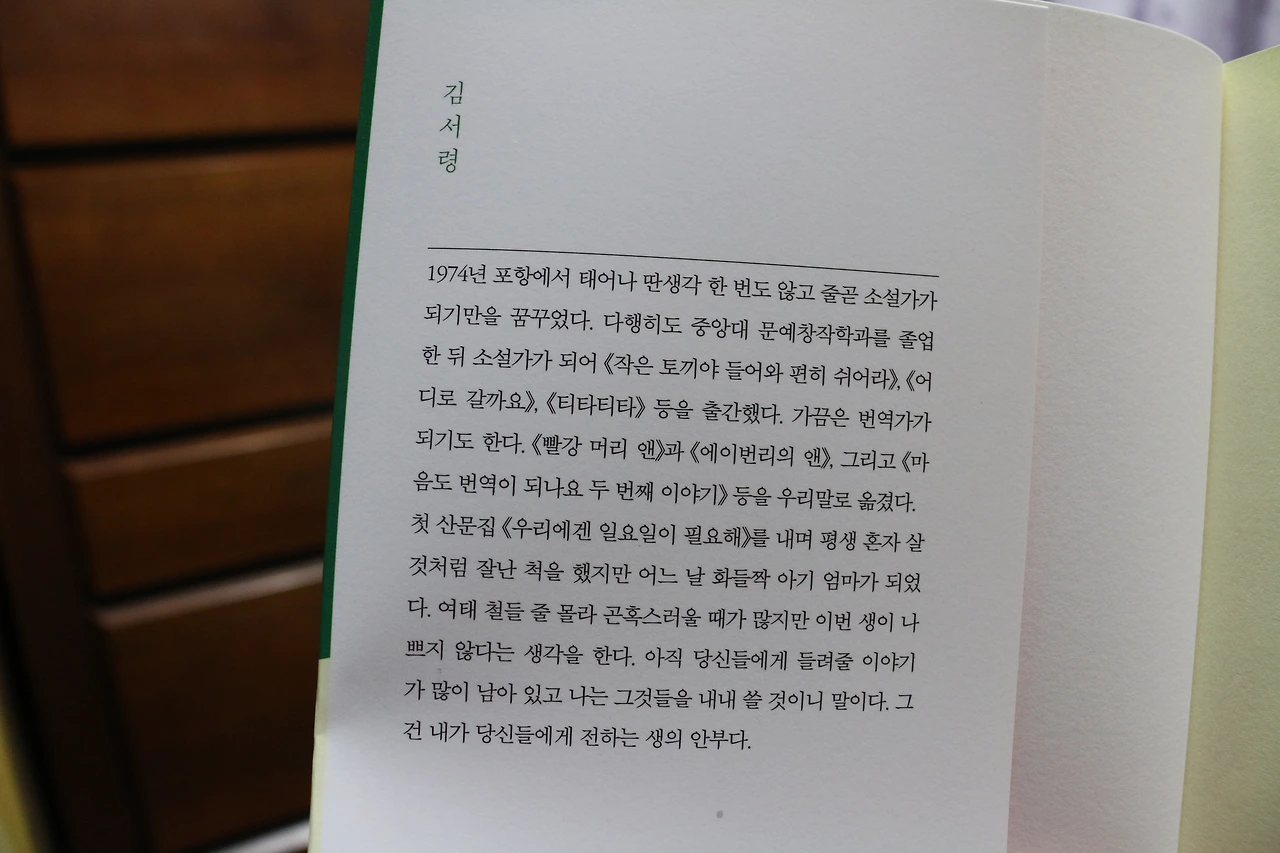 김
서
령
1974년 포항에서 태어나 딴생각 한 번도 않고 줄곧 소설가가
되기만을 꿈꾸었다. 다행히도 중앙대 문예창작학과를 졸업
한 뒤 소설가가 되어 《작은 토끼야 들어와 편히 쉬어라》, 《어
디로 갈까요》, 《티타티타》 등을 출간했다. 가끔은 번역가가
되기도 한다. 《빨강 머리 앤》과 《에이번리의 앤》, 그리고 《마
음도 번역이 되나요 두 번째 이야기》 등을 우리말로 옮겼다.
첫 산문집 《우리에겐 일요일이 필요해》를 내며 평생 혼자 살
것처럼 잘난 척을 했지만 어느 날 화들짝 아기 엄마가 되었
다. 여태 철들 줄 몰라 곤혹스러울 때가 많지만 이번 생이 나
쁘지 않다는 생각을 한다. 아직 당신들에게 들려줄 이야기
가 많이 남아 있고 나는 그것들을 내내 쓸 것이니 말이다. 그
건 내가 당신들에게 전하는 생의 안부다.